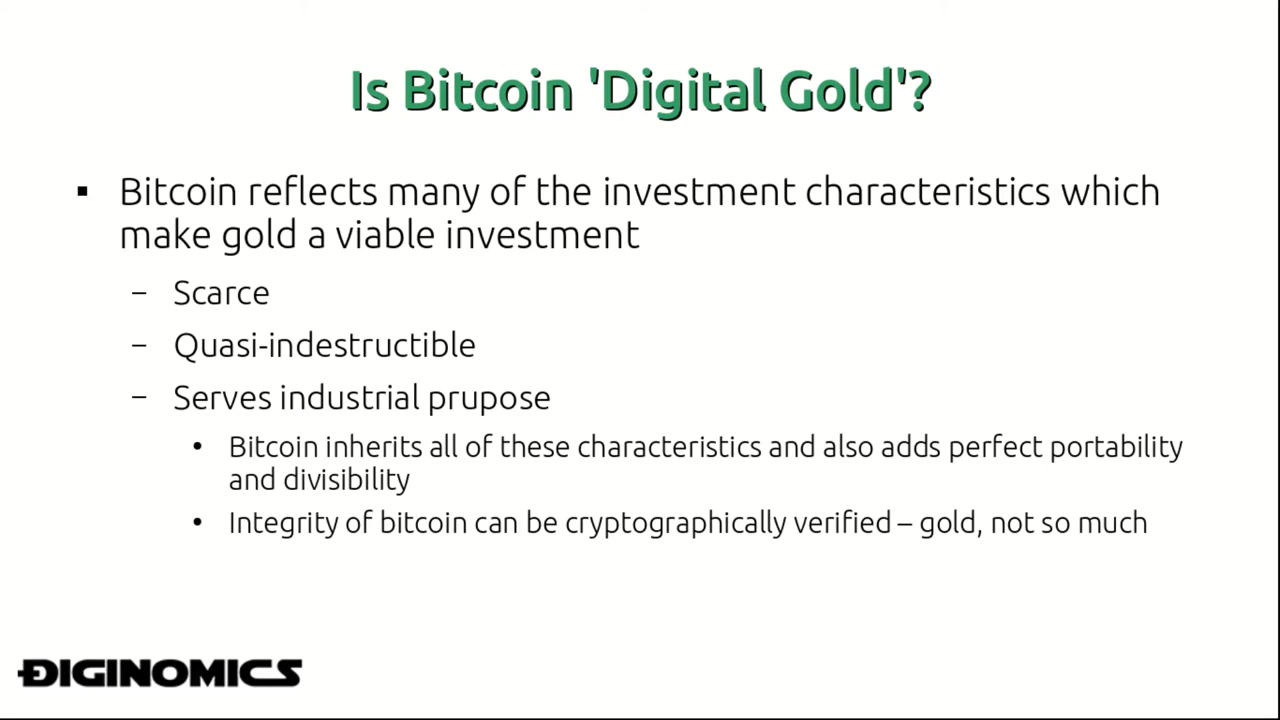 Is Bitcoin 'Digital Gold'?
▪ Bitcoin reflects many of the investment characteristics which
make gold a viable investment
– Scarce
– Quasi-indestructible
– Serves industrial prupose
• Bitcoin inherits all of these characteristics and also adds perfect portability
and divisibility
• Integrity of bitcoin can be cryptographically verified – gold, not so much
DIGINOMICS